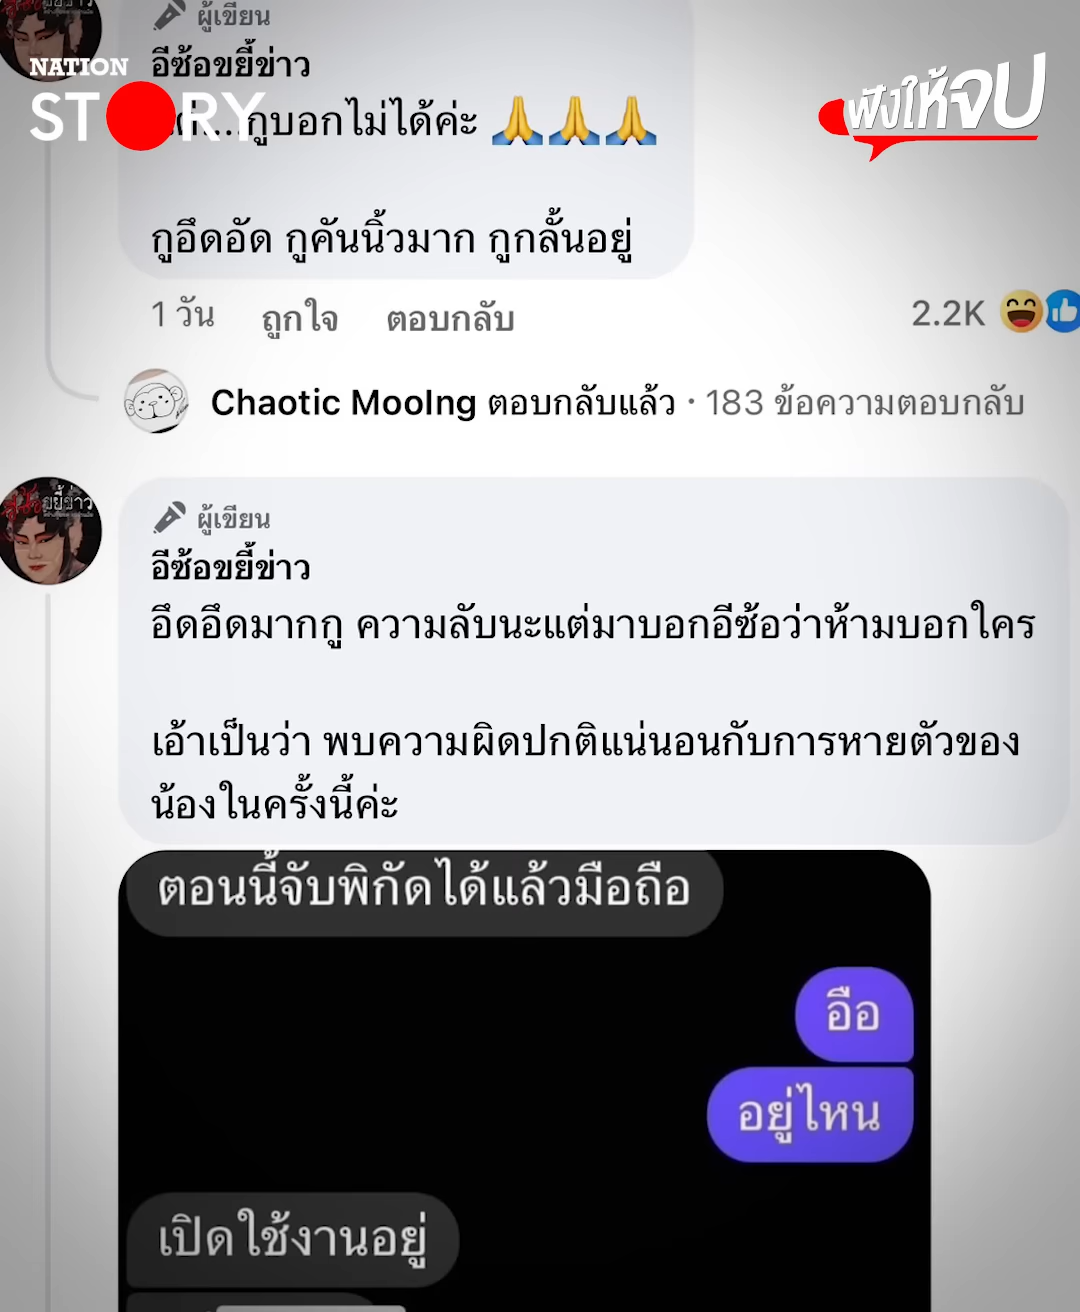 ผู้เขียน
NATION
STORY
ฟังให้จบ
อีซ้อขยี้ข่าว
กูบอกไม่ได้ค่ะ 🙏🙏🙏
กูอึดอัด กูคันนิ้วมาก กูกลั้นอยู่
1 วัน ถูกใจ ตอบกลับ 2.2K
Chaotic MooIng ตอบกลับแล้ว · 183 ข้อความตอบกลับ
ขยี้ข่าว
ผู้เขียน
อีซ้อขยี้ข่าว
อึดอึดมากกู ความลับนะแต่มาบอกอีซ้อว่าห้ามบอกใคร
เอ้าเป็นว่า พบความผิดปกติแน่นอนกับการหายตัวของ
น้องในครั้งนี้ค่ะ
ตอนนี้จับพิกัดได้แล้วมือถือ
อือ
อยู่ไหน
เปิดใช้งานอยู่